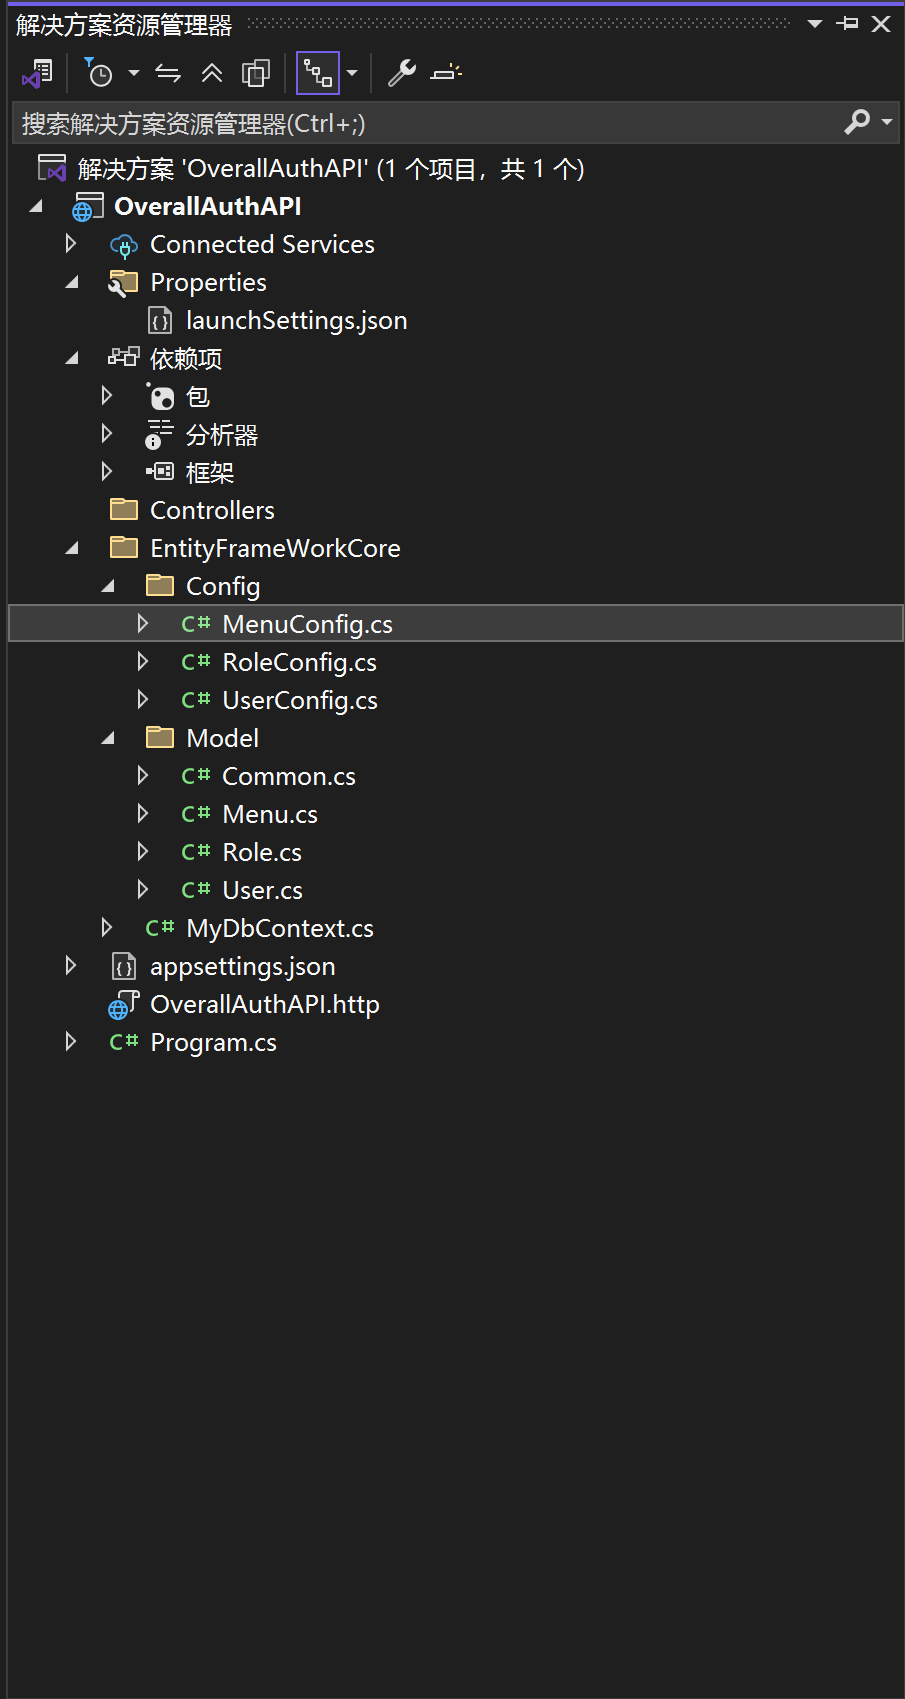 解决方案资源管理器
搜索解决方案资源管理器(Ctrl+;)
解决方案 'OverallAuthAPI' (1 个项目，共 1 个)
OverallAuthAPI
Connected Services
Properties
launchSettings.json
依赖项
包
分析器
框架
Controllers
EntityFrameWorkCore
Config
C# MenuConfig.cs
C# RoleConfig.cs
C# UserConfig.cs
Model
C# Common.cs
C# Menu.cs
C# Role.cs
C# User.cs
C# MyDbContext.cs
appsettings.json
OverallAuthAPI.http
C# Program.cs